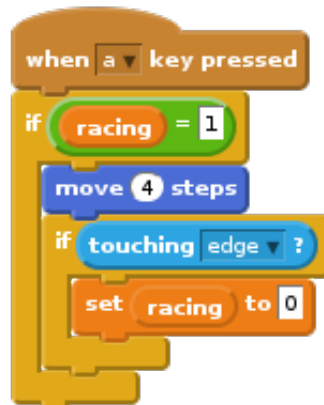 when a key pressed
if racing = 1
move 4 steps
if touching edge ?
set racing to 0